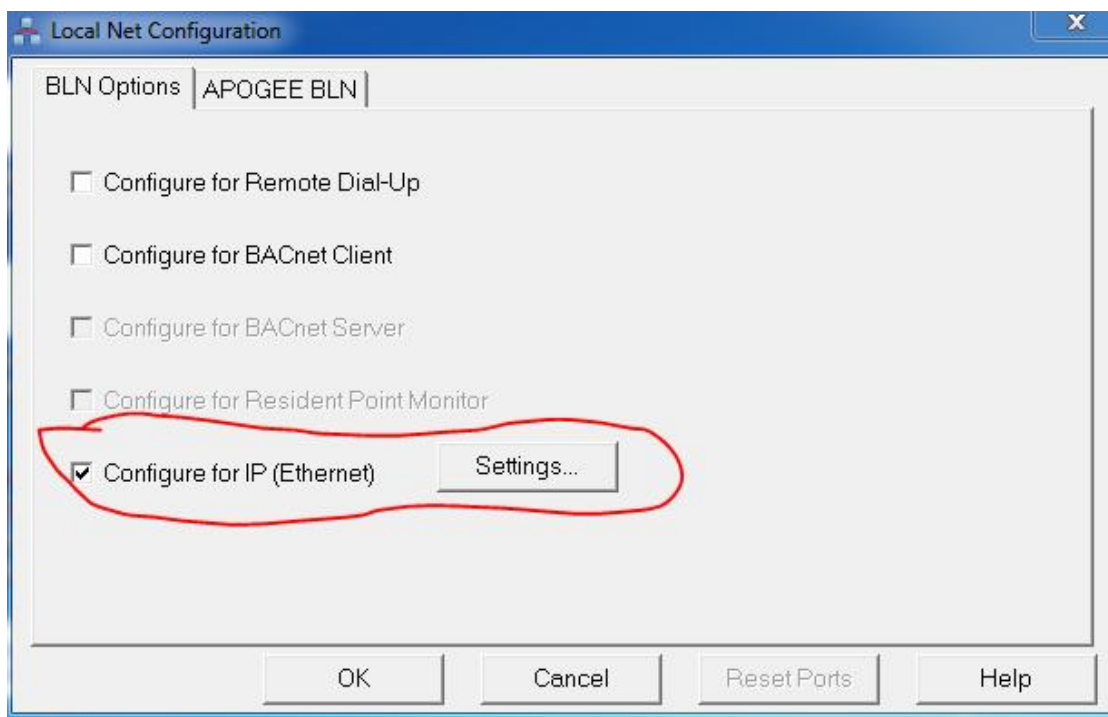 Local Net Configuration
X
BLN Options APOGEE BLN
Configure for Remote Dial-Up
Configure for BACnet Client
Configure for BACnet Server
Configure for Resident Point Monitor
Configure for IP (Ethernet) Settings...
OK Cancel Reset Ports Help